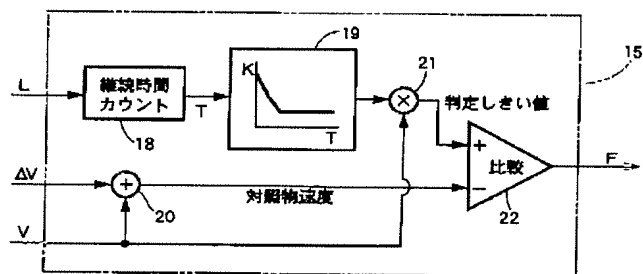 19
15
L
継続時間
カウント
18
T
K
T
21
×
判定しきい値
+
比較
−
22
F
ΔV
+
20
対照物速度
V